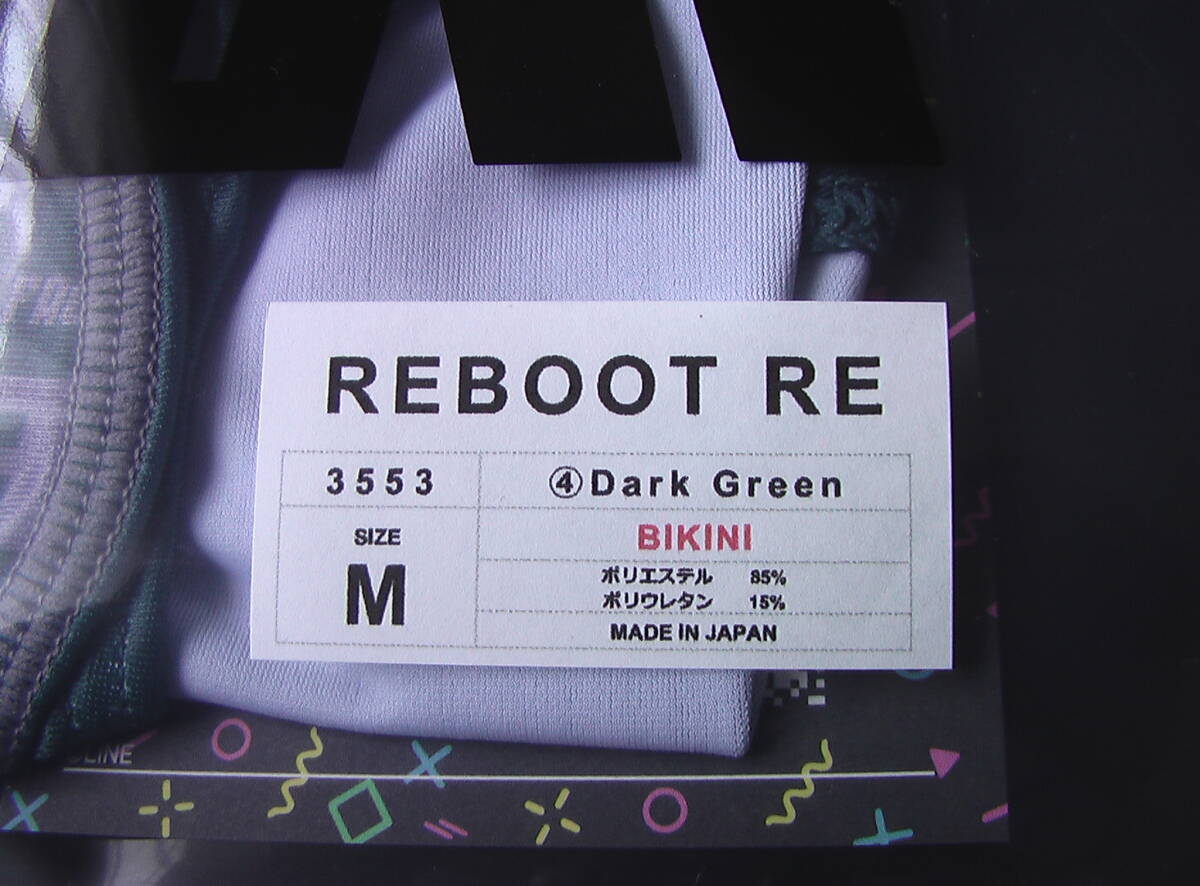 REBOOT RE
3553
④Dark Green
SIZE
M
BIKINI
ポリエステル 85%
ポリウレタン 15%
MADE IN JAPAN